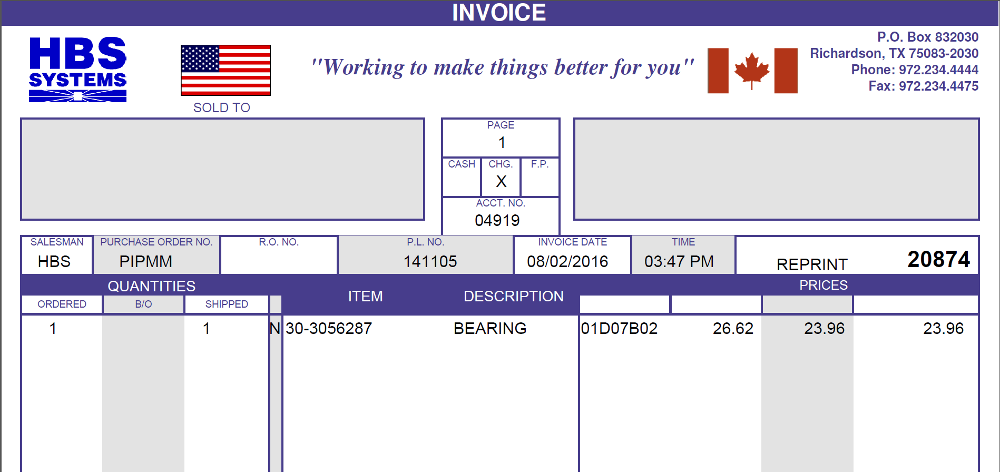 INVOICE
HBS
SYSTEMS
"Working to make things better for you"
P.O. Box 832030
Richardson, TX 75083-2030
Phone: 972.234.4444
Fax: 972.234.4475
SOLD TO
PAGE
1
CASH CHG. F.P.
X
ACCT. NO.
04919
SALESMAN PURCHASE ORDER NO. R.O. NO. P.L. NO. INVOICE DATE TIME
HBS PIPMM 141105 08/02/2016 03:47 PM REPRINT 20874
QUANTITIES ITEM DESCRIPTION PRICES
ORDERED B/O SHIPPED
1 1 N 30-3056287 BEARING 01D07B02 26.62 23.96 23.96